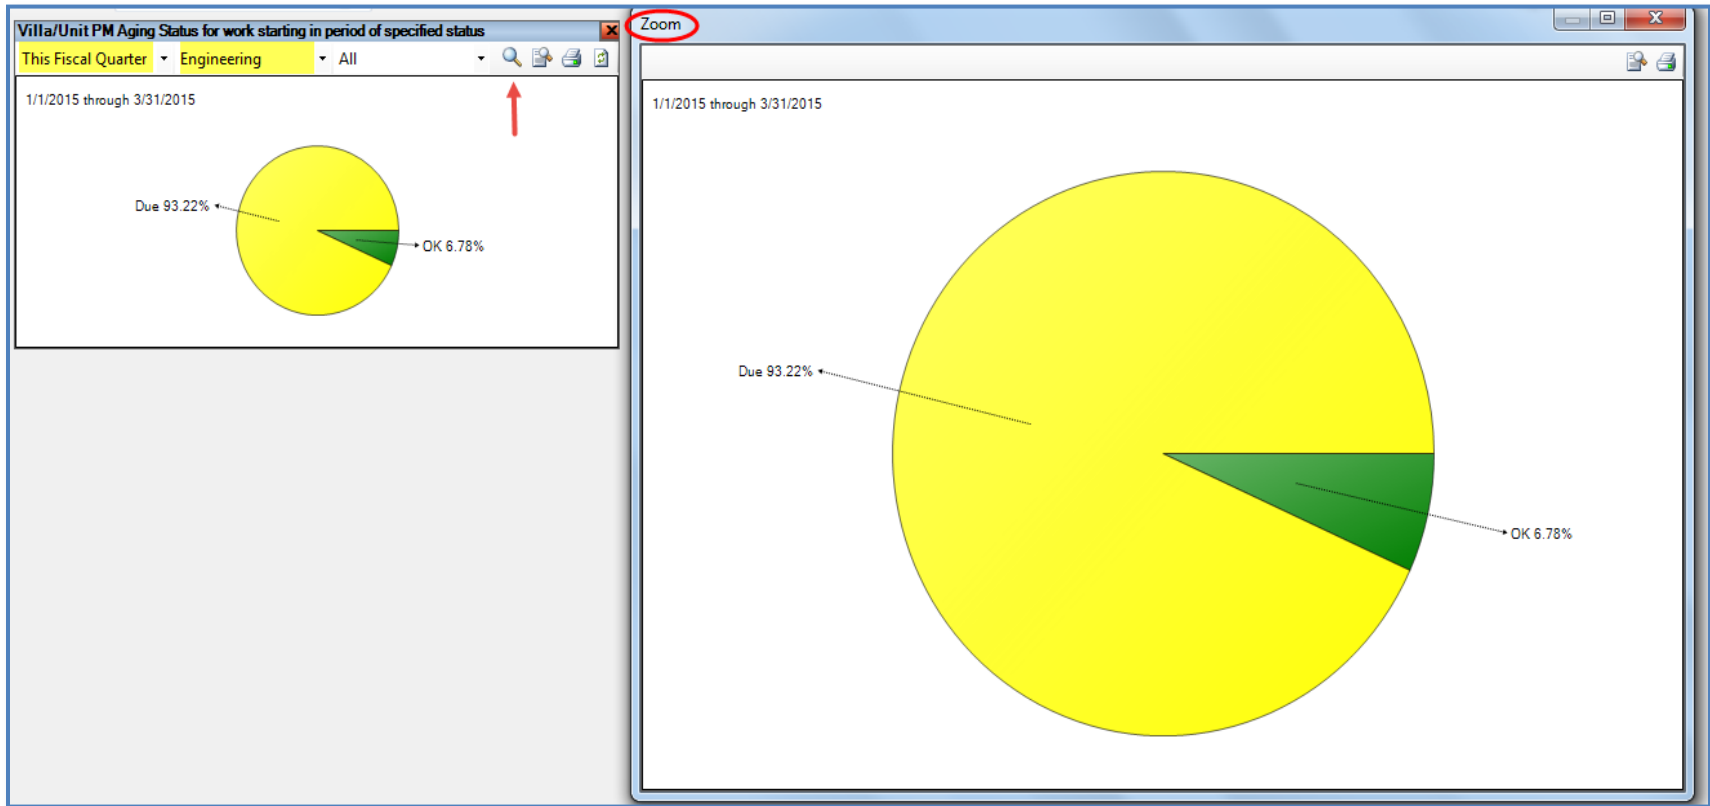 Villa/Unit PM Aging Status for work starting in period of specified status
This Fiscal Quarter Engineering All
1/1/2015 through 3/31/2015
Due 93.22%
OK 6.78%
Zoom
1/1/2015 through 3/31/2015
Due 93.22%
OK 6.78%